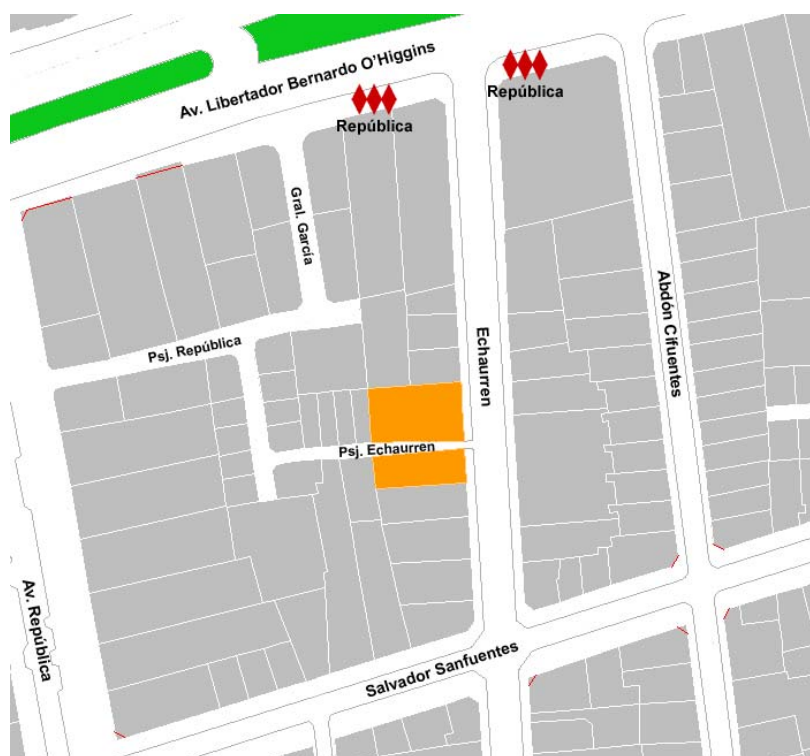 Av. Libertador Bernardo O'Higgins
República
República
Gral. García
Psj. República
Echaurren
Abdón Cifuentes
Psj. Echaurren
Av. República
Salvador Sanfuentes